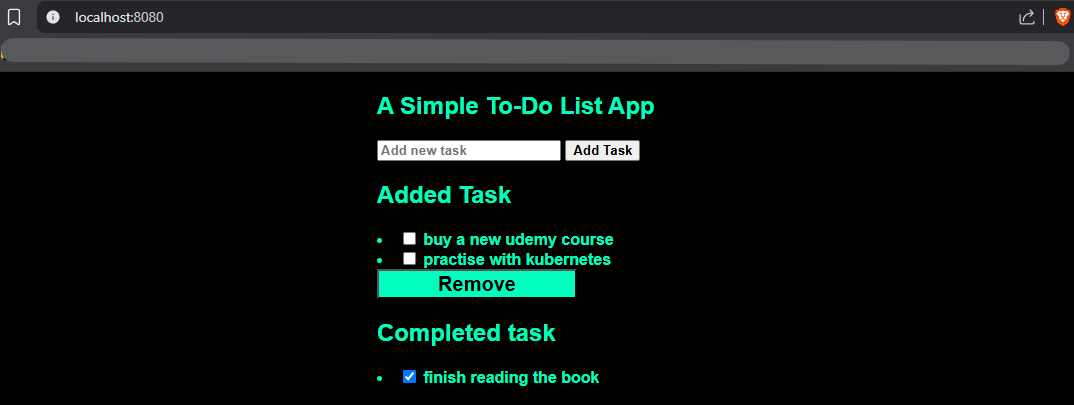 localhost:8080
A Simple To-Do List App
Add new task Add Task
Added Task
buy a new udemy course
practise with kubernetes
Remove
Completed task
finish reading the book